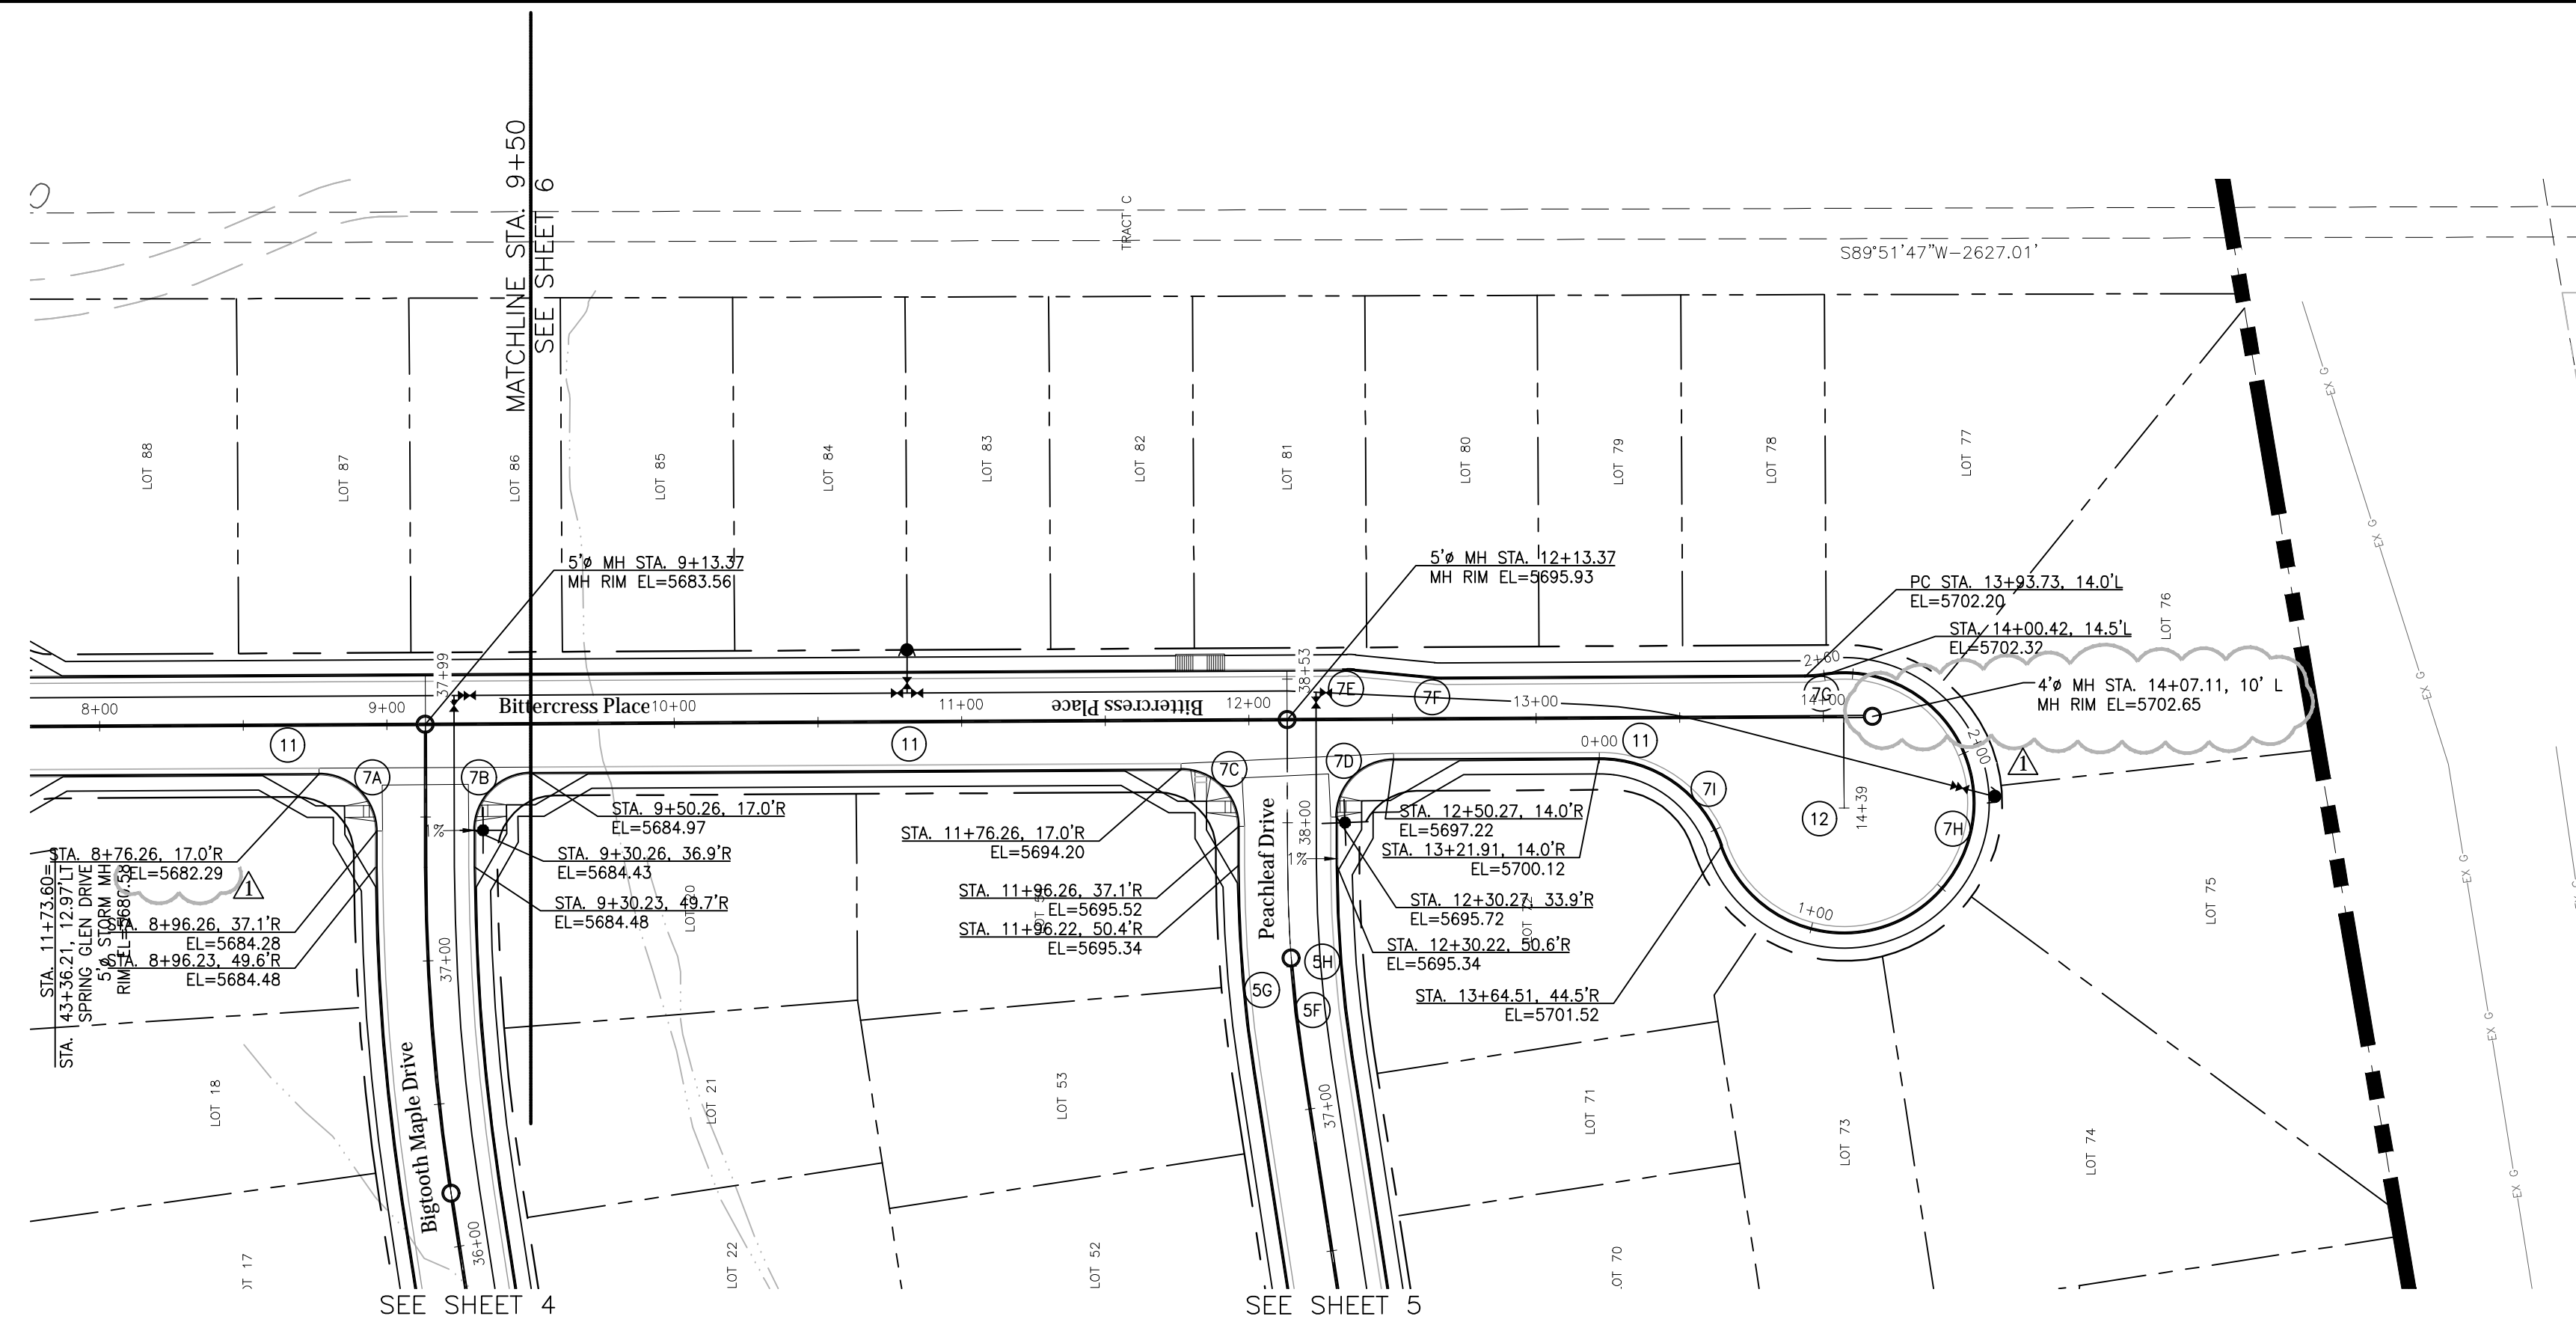 MATCHLINE STA. 9+50
SEE SHEET 6
TRACT C
S89°51'47"W-2627.01'
LOT 88
LOT 87
LOT 86
LOT 85
LOT 84
LOT 83
LOT 82
LOT 81
LOT 80
LOT 79
LOT 78
LOT 77
LOT 76
EX G
EX G
EX G
EX G
EX G
EX G
5'ø MH STA. 9+13.37
MH RIM EL=5683.56
5'ø MH STA. 12+13.37
MH RIM EL=5695.93
PC STA. 13+93.73, 14.0'L
EL=5702.20
STA. 14+00.42, 14.5'L
EL=5702.32
4'ø MH STA. 14+07.11, 10' L
MH RIM EL=5702.65
37+99
38+53
2+60
2+00
8+00
9+00
Bittercress Place
10+00
11+00
Bittercress Place
12+00
13+00
14+00
7E
7F
7G
11
11
0+00
11
7A
7B
7C
7D
7I
12
14+39
7H
1
1%
1%
38+00
1+00
STA. 8+76.26, 17.0'R
EL=5682.29
1
STA. 8+96.26, 37.1'R
EL=5684.28
STA. 8+96.23, 49.6'R
EL=5684.48
STA. 11+73.60=
STA. 43+36.21, 12.97'LT
SPRING GLEN DRIVE
5'ø STORM MH
RIM EL=5680.58
STA. 9+50.26, 17.0'R
EL=5684.97
STA. 9+30.26, 36.9'R
EL=5684.43
STA. 9+30.23, 49.7'R
EL=5684.48
STA. 11+76.26, 17.0'R
EL=5694.20
STA. 11+96.26, 37.1'R
EL=5695.52
STA. 11+96.22, 50.4'R
EL=5695.34
Peachleaf Drive
STA. 12+50.27, 14.0'R
EL=5697.22
STA. 13+21.91, 14.0'R
EL=5700.12
STA. 12+30.27, 33.9'R
EL=5695.72
STA. 12+30.22, 50.6'R
EL=5695.34
STA. 13+64.51, 44.5'R
EL=5701.52
5H
5G
5F
37+00
37+00
36+00
Bigtooth Maple Drive
LOT 20
LOT 75
LOT 18
LOT 21
LOT 53
LOT 71
LOT 73
LOT 74
17
LOT 22
LOT 52
70
SEE SHEET 4
SEE SHEET 5